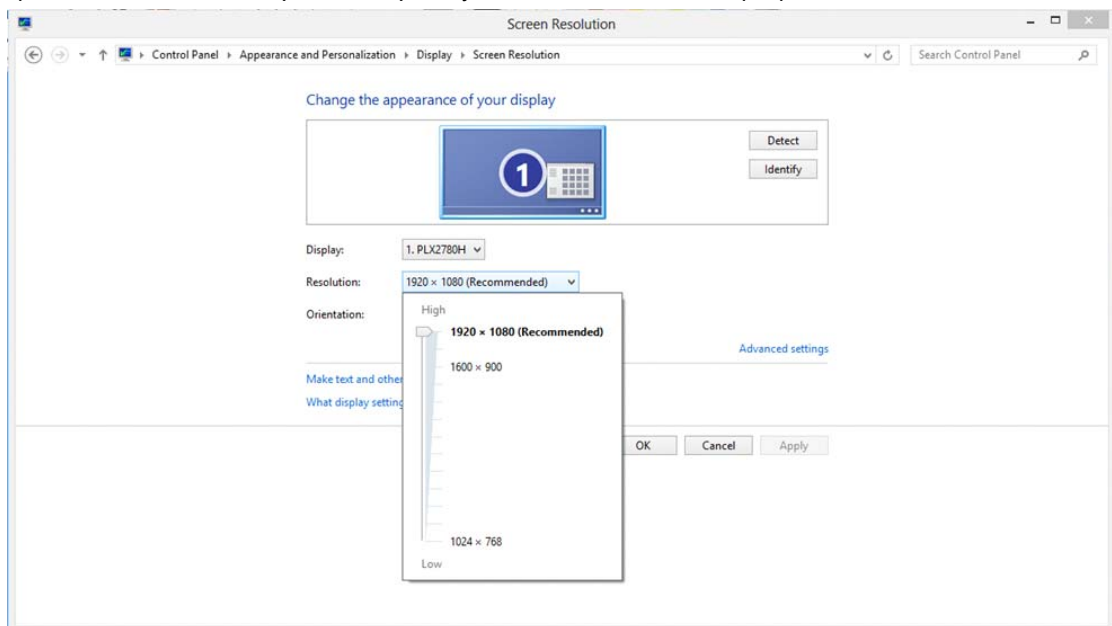 Screen Resolution
Control Panel Appearance and Personalization Display Screen Resolution
Search Control Panel
Change the appearance of your display
1
Detect
Identify
Display:
1. PLX2780H
Resolution:
1920 × 1080 (Recommended)
Orientation:
High
1920 × 1080 (Recommended)
1600 × 900
1024 × 768
Low
Advanced settings
Make text and other
What display setting
OK
Cancel
Apply